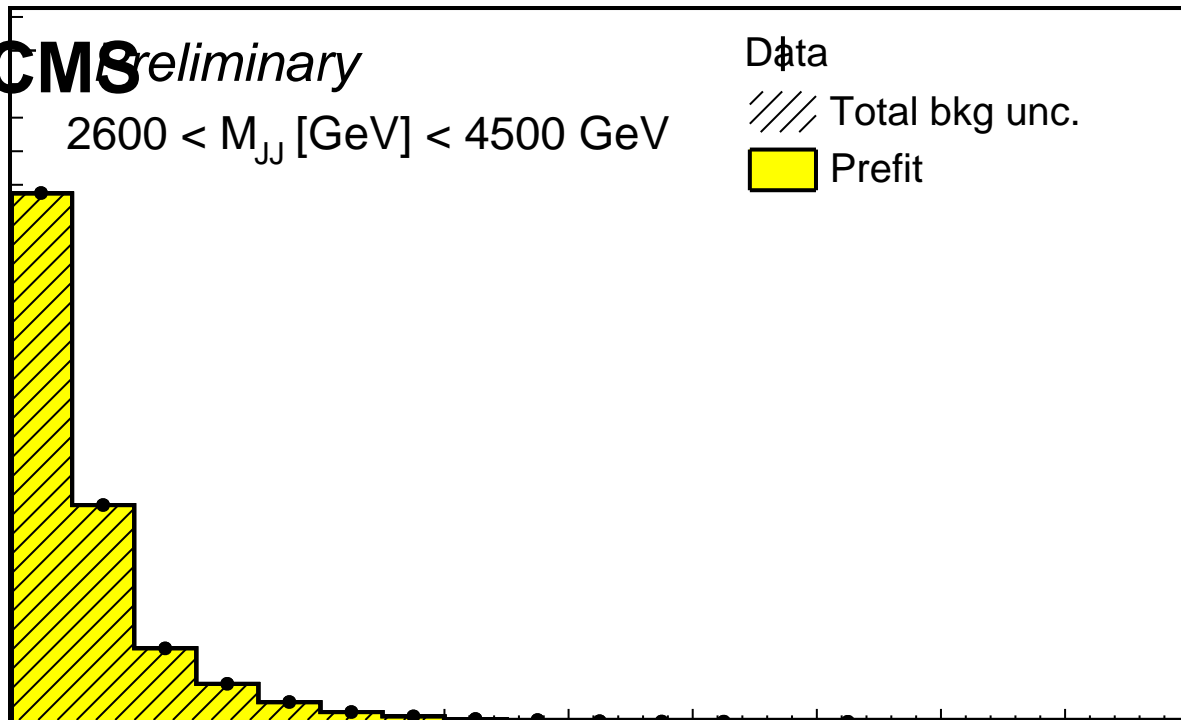 CMS Preliminary
2600 < M_JJ [GeV] < 4500 GeV
Data
Total bkg unc.
Prefit